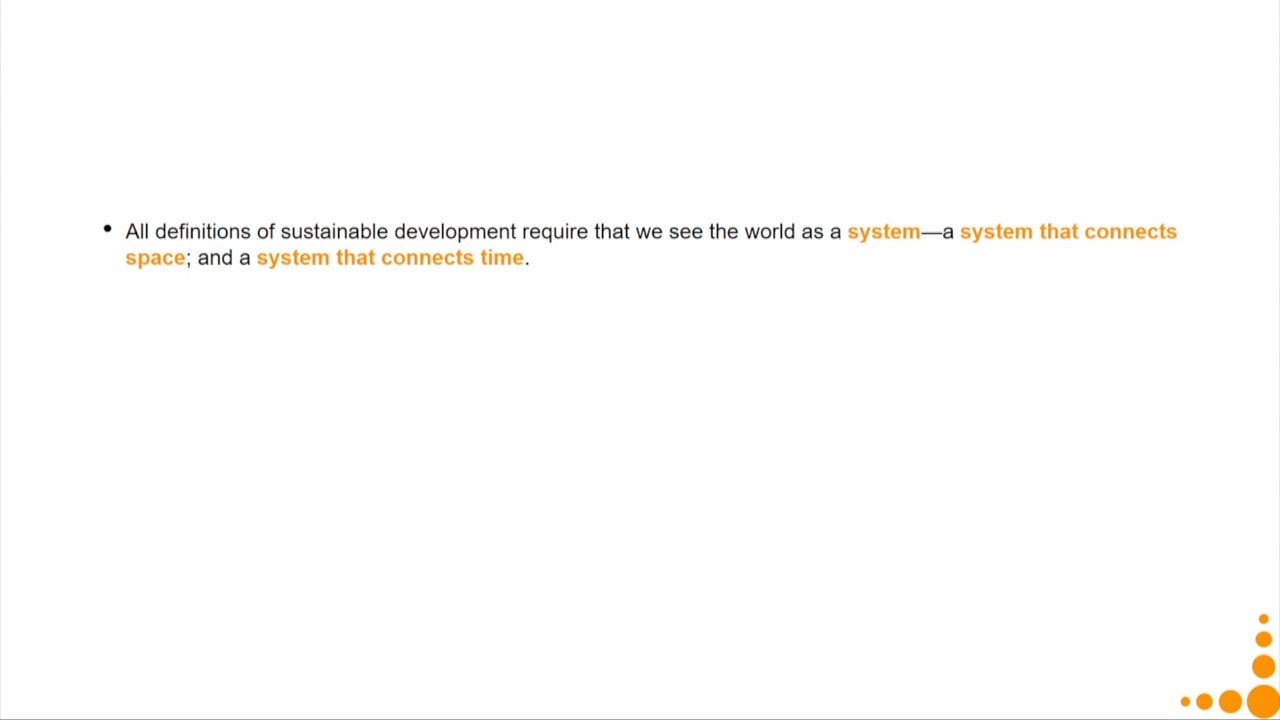 • All definitions of sustainable development require that we see the world as a system—a system that connects
space; and a system that connects time.